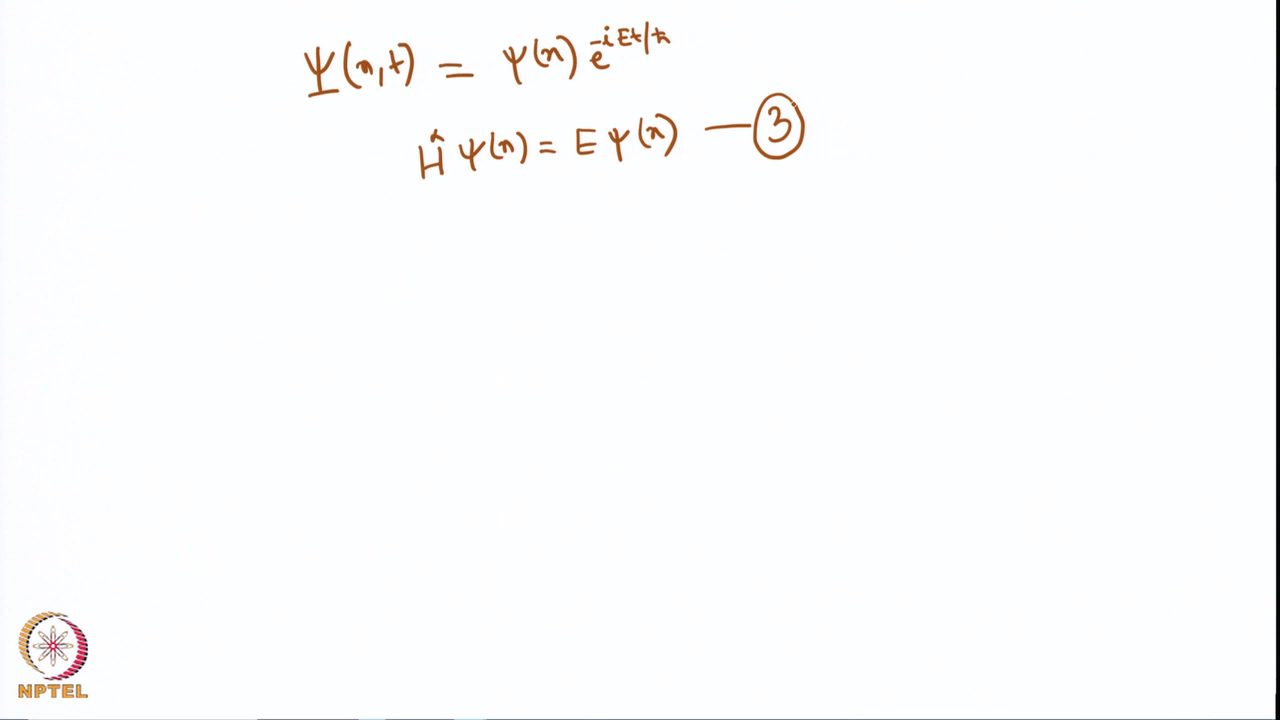 Ψ(x,t) = ψ(x) e^{-iEt/ħ}
Ĥ ψ(x) = E ψ(x) — ③
NPTEL